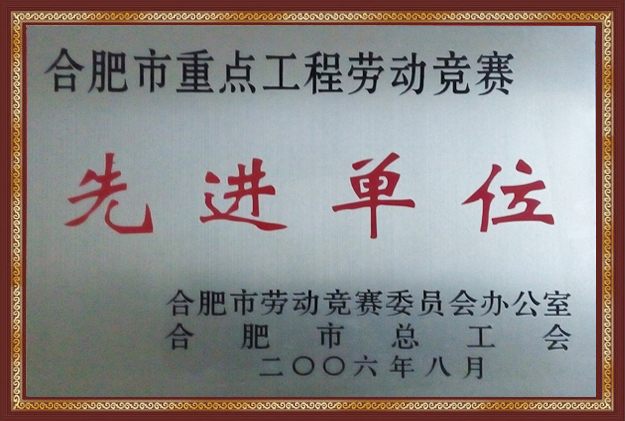 合肥市重点工程劳动竞赛
先进单位
合肥市劳动竞赛委员会办公室
合肥市总工会
二〇〇六年八月